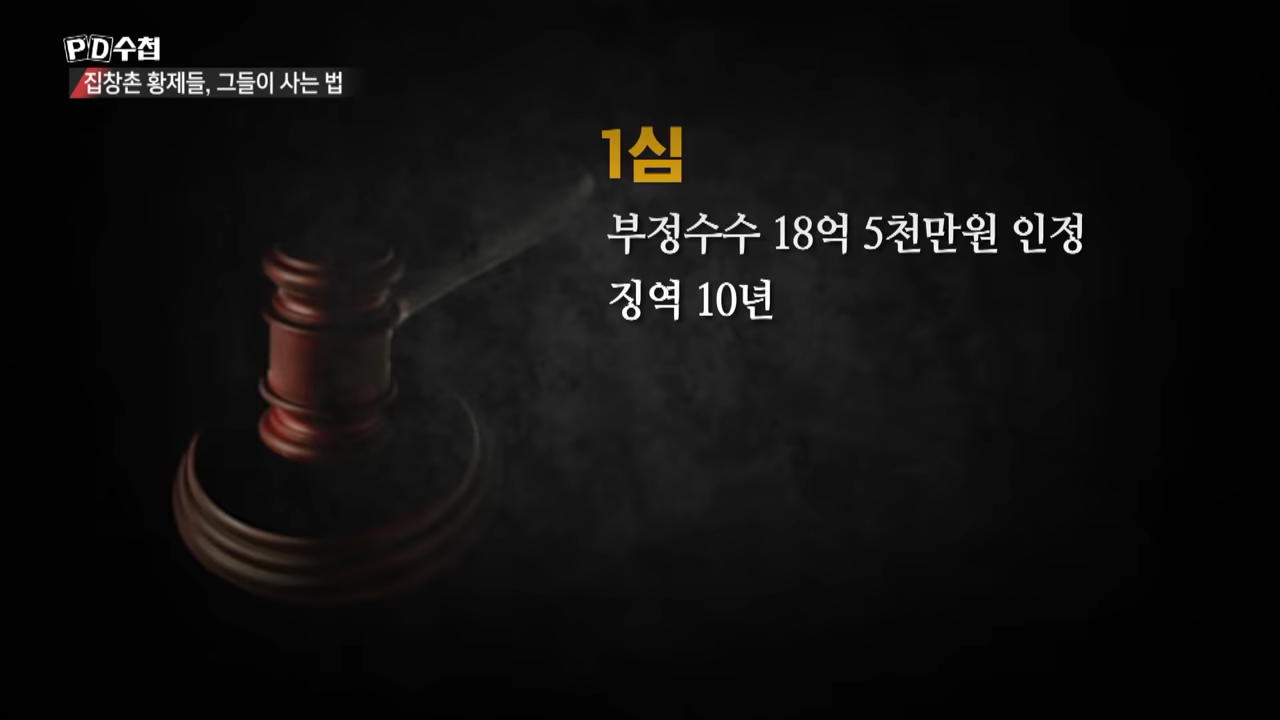 PD수첩
집창촌 황제들, 그들이 사는 법
1심
부정수수 18억 5천만원 인정
징역 10년